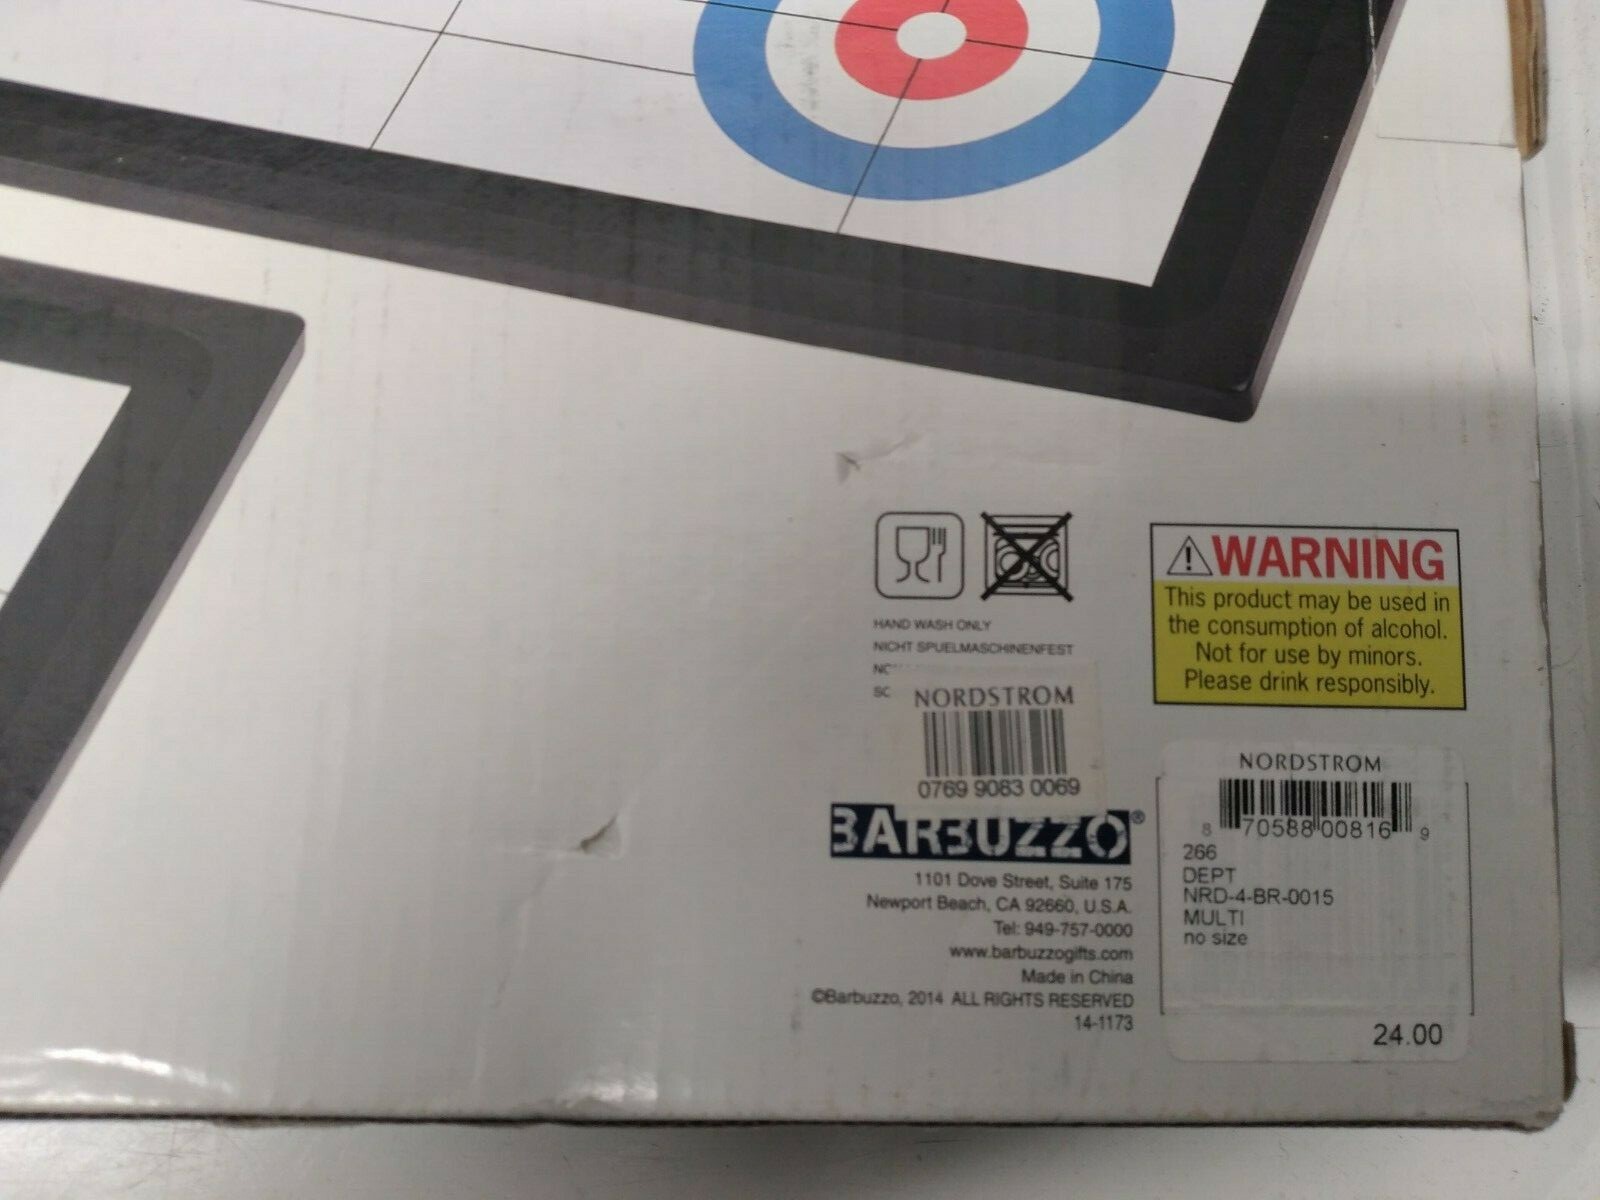 HAND WASH ONLY
NICHT SPUELMASCHINENFEST
NORDSTROM
0769 9083 0069
BARBUZZO®
1101 Dove Street, Suite 175
Newport Beach, CA 92660, U.S.A.
Tel: 949-757-0000
www.barbuzzogifts.com
Made in China
©Barbuzzo, 2014 ALL RIGHTS RESERVED
14-1173
WARNING
This product may be used in
the consumption of alcohol.
Not for use by minors.
Please drink responsibly.
NORDSTROM
8 70588 00816 9
266
DEPT
NRD-4-BR-0015
MULTI
no size
24.00